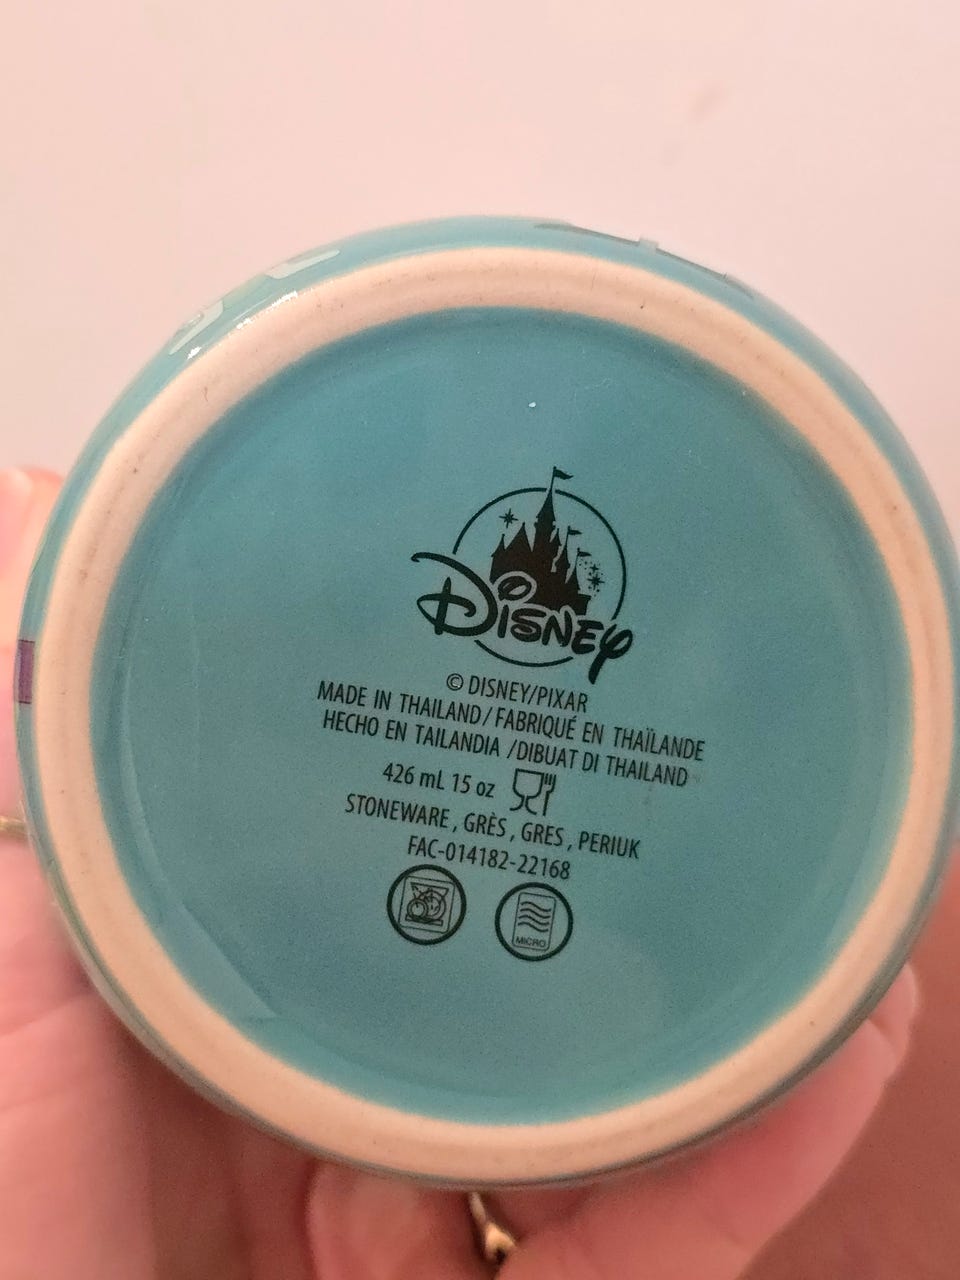 Disney
© DISNEY/PIXAR
MADE IN THAILAND/FABRIQUÉ EN THAÏLANDE
HECHO EN TAILANDIA /DIBUAT DI THAILAND
426 mL 15 oz
STONEWARE , GRÈS , GRES , PERIUK
FAC-014182-22168
MICRO